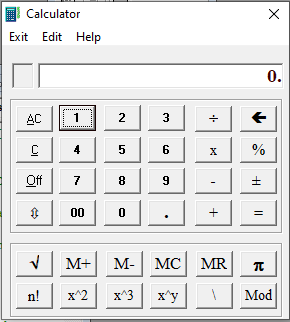 Calculator
Exit Edit Help
0.
AC 1 2 3 ÷ 🡰
C 4 5 6 x %
Off 7 8 9 - ±
⇳ 00 0 . + =
√ M+ M- MC MR π
n! x^2 x^3 x^y \ Mod